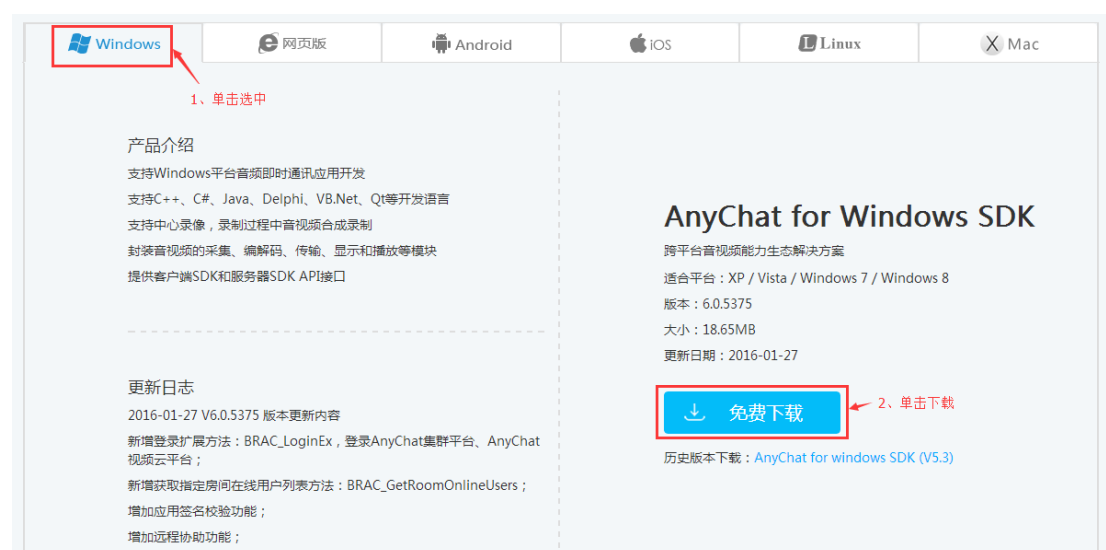 Windows
网页版
Android
iOS
Linux
Mac
1、单击选中
产品介绍
支持Windows平台音频即时通讯应用开发
支持C++、C#、Java、Delphi、VB.Net、Qt等开发语言
支持中心录像，录制过程中音视频合成录制
封装音视频的采集、编解码、传输、显示和播放等模块
提供客户端SDK和服务器SDK API接口
更新日志
2016-01-27 V6.0.5375 版本更新内容
新增登录扩展方法：BRAC_LoginEx，登录AnyChat集群平台、AnyChat
视频云平台；
新增获取指定房间在线用户列表方法：BRAC_GetRoomOnlineUsers；
增加应用签名校验功能；
增加远程协助功能；
AnyChat for Windows SDK
跨平台音视频能力生态解决方案
适合平台：XP / Vista / Windows 7 / Windows 8
版本：6.0.5375
大小：18.65MB
更新日期：2016-01-27
免费下载
2、单击下载
历史版本下载：AnyChat for windows SDK (V5.3)